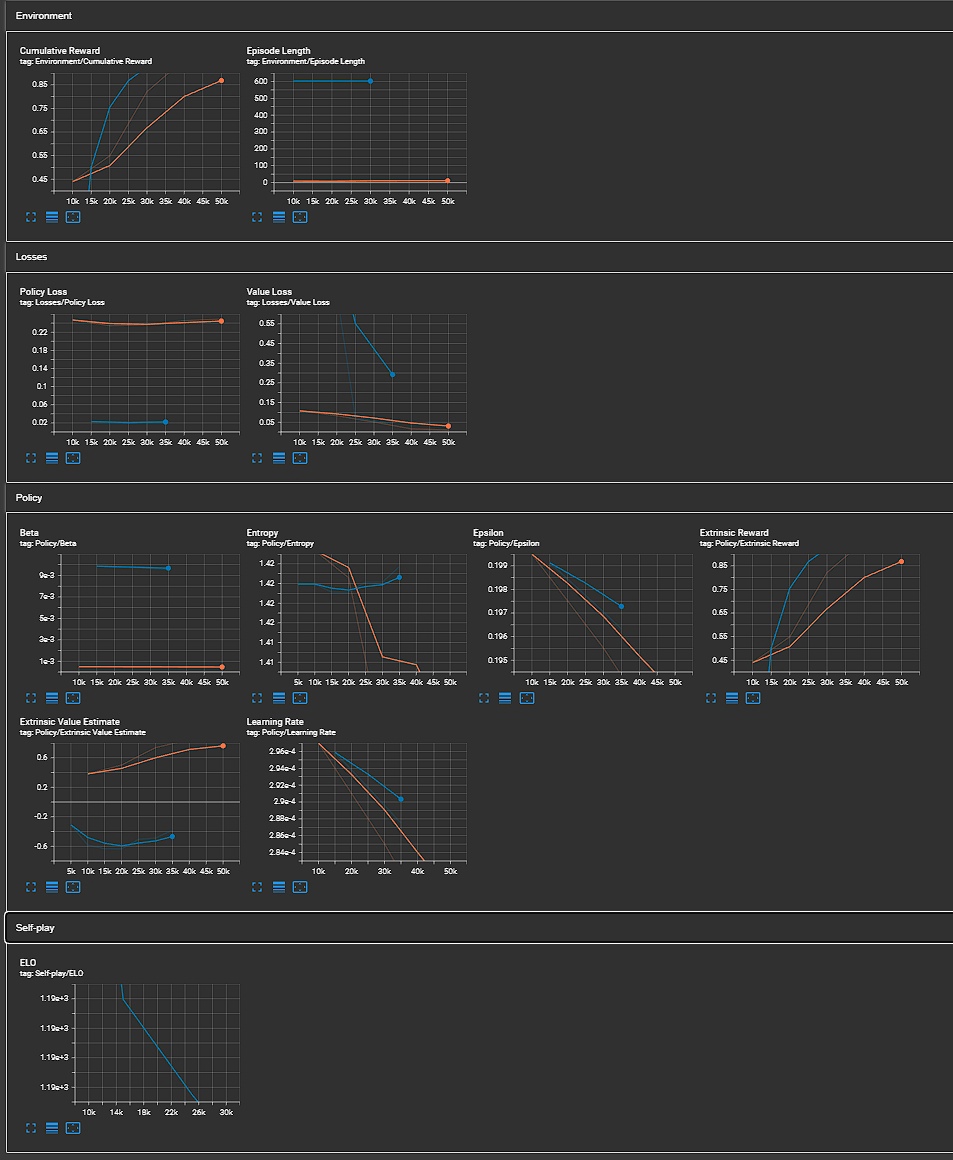 Environment
Cumulative Reward
tag: Environment/Cumulative Reward
0.85
0.75
0.65
0.55
0.45
10k 15k 20k 25k 30k 35k 40k 45k 50k
Episode Length
tag: Environment/Episode Length
600
500
400
300
200
100
0
10k 15k 20k 25k 30k 35k 40k 45k 50k
Losses
Policy Loss
tag: Losses/Policy Loss
0.22
0.18
0.14
0.1
0.06
0.02
10k 15k 20k 25k 30k 35k 40k 45k 50k
Value Loss
tag: Losses/Value Loss
0.55
0.45
0.35
0.25
0.15
0.05
10k 15k 20k 25k 30k 35k 40k 45k 50k
Policy
Beta
tag: Policy/Beta
9e-3
7e-3
5e-3
3e-3
1e-3
10k 15k 20k 25k 30k 35k 40k 45k 50k
Entropy
tag: Policy/Entropy
1.42
1.42
1.42
1.42
1.41
1.41
5k 10k 15k 20k 25k 30k 35k 40k 45k 50k
Epsilon
tag: Policy/Epsilon
0.199
0.198
0.197
0.196
0.195
10k 15k 20k 25k 30k 35k 40k 45k 50k
Extrinsic Reward
tag: Policy/Extrinsic Reward
0.85
0.75
0.65
0.55
0.45
10k 15k 20k 25k 30k 35k 40k 45k 50k
Extrinsic Value Estimate
tag: Policy/Extrinsic Value Estimate
0.6
0.2
-0.2
-0.6
5k 10k 15k 20k 25k 30k 35k 40k 45k 50k
Learning Rate
tag: Policy/Learning Rate
2.96e-4
2.94e-4
2.92e-4
2.9e-4
2.88e-4
2.86e-4
2.84e-4
10k 20k 30k 40k 50k
Self-play
ELO
tag: Self-play/ELO
1.19e+3
1.19e+3
1.19e+3
1.19e+3
10k 14k 18k 22k 26k 30k